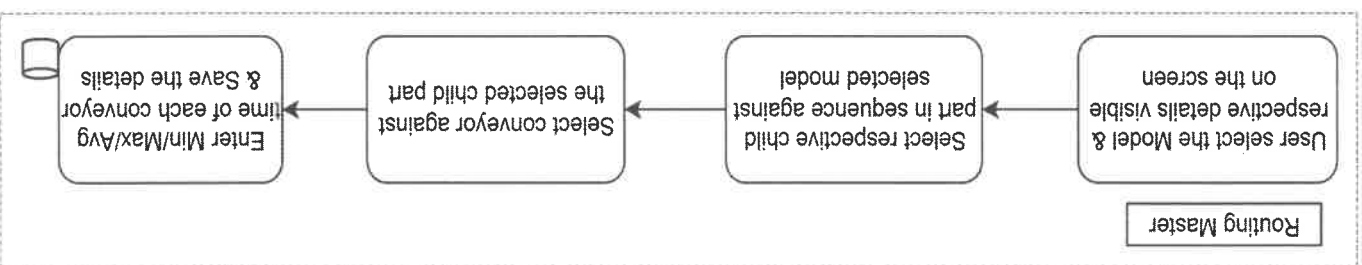 Routing Master
User select the Model &
respective details visible
on the screen
Select respective child
part in sequence against
selected model
Select conveyor against
the selected child part
Enter Min/Max/Avg
time of each conveyor
& Save the details